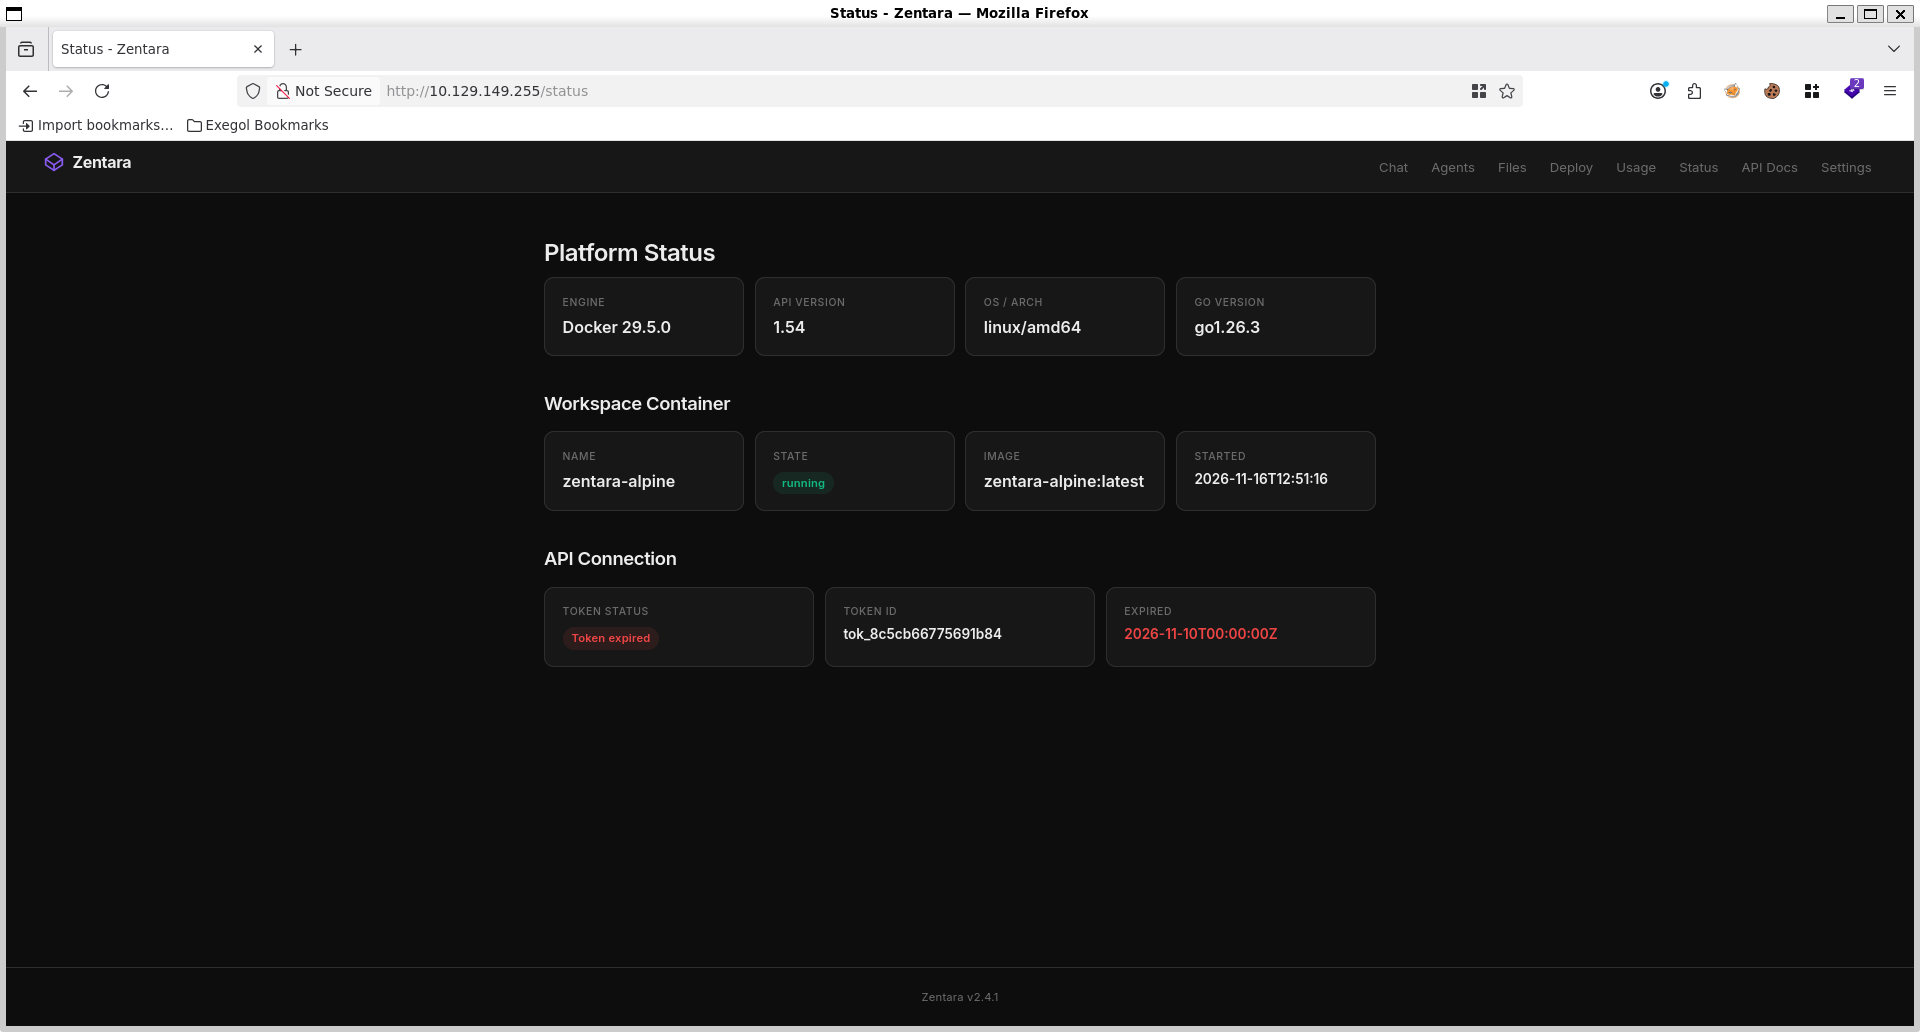 Status - Zentara — Mozilla Firefox
Status - Zentara
Not Secure http://10.129.149.255/status
2
Import bookmarks... Exegol Bookmarks
Zentara Chat Agents Files Deploy Usage Status API Docs Settings
Platform Status
ENGINE API VERSION OS / ARCH GO VERSION
Docker 29.5.0 1.54 linux/amd64 go1.26.3
Workspace Container
NAME STATE IMAGE STARTED
zentara-alpine running zentara-alpine:latest 2026-11-16T12:51:16
API Connection
TOKEN STATUS TOKEN ID EXPIRED
Token expired tok_8c5cb66775691b84 2026-11-10T00:00:00Z
Zentara v2.4.1